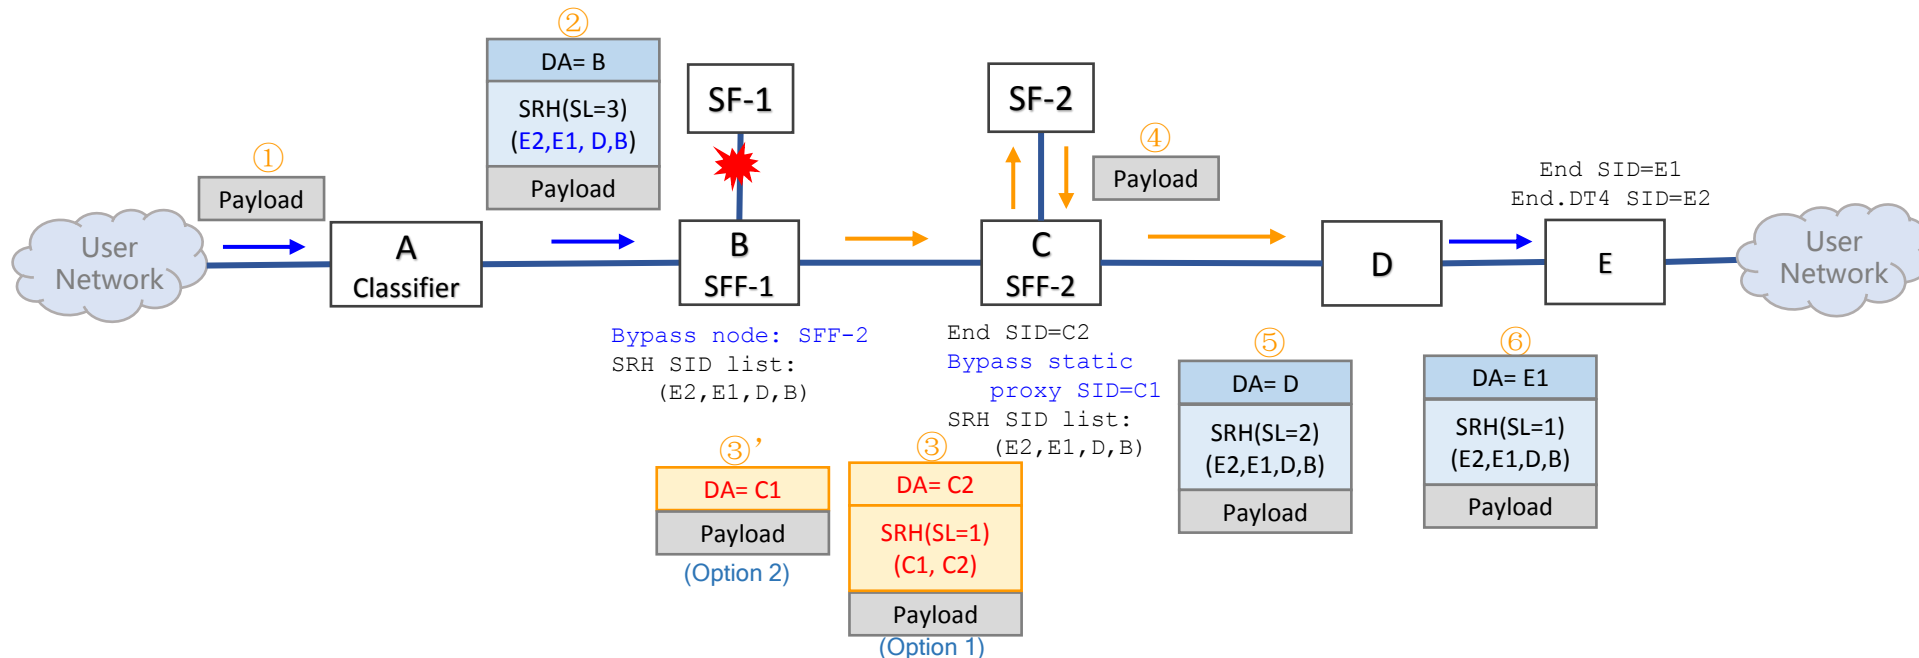 ②
DA= B
SRH(SL=3)
(E2,E1, D,B)
Payload
SF-1
SF-2
①
Payload
④
Payload
End SID=E1
End.DT4 SID=E2
User
Network
A
Classifier
B
SFF-1
C
SFF-2
D
E
User
Network
Bypass node: SFF-2
SRH SID list:
(E2,E1,D,B)
End SID=C2
Bypass static
proxy SID=C1
SRH SID list:
(E2,E1,D,B)
⑤
DA= D
SRH(SL=2)
(E2,E1,D,B)
Payload
⑥
DA= E1
SRH(SL=1)
(E2,E1,D,B)
Payload
③’
DA= C1
Payload
(Option 2)
③
DA= C2
SRH(SL=1)
(C1, C2)
Payload
(Option 1)